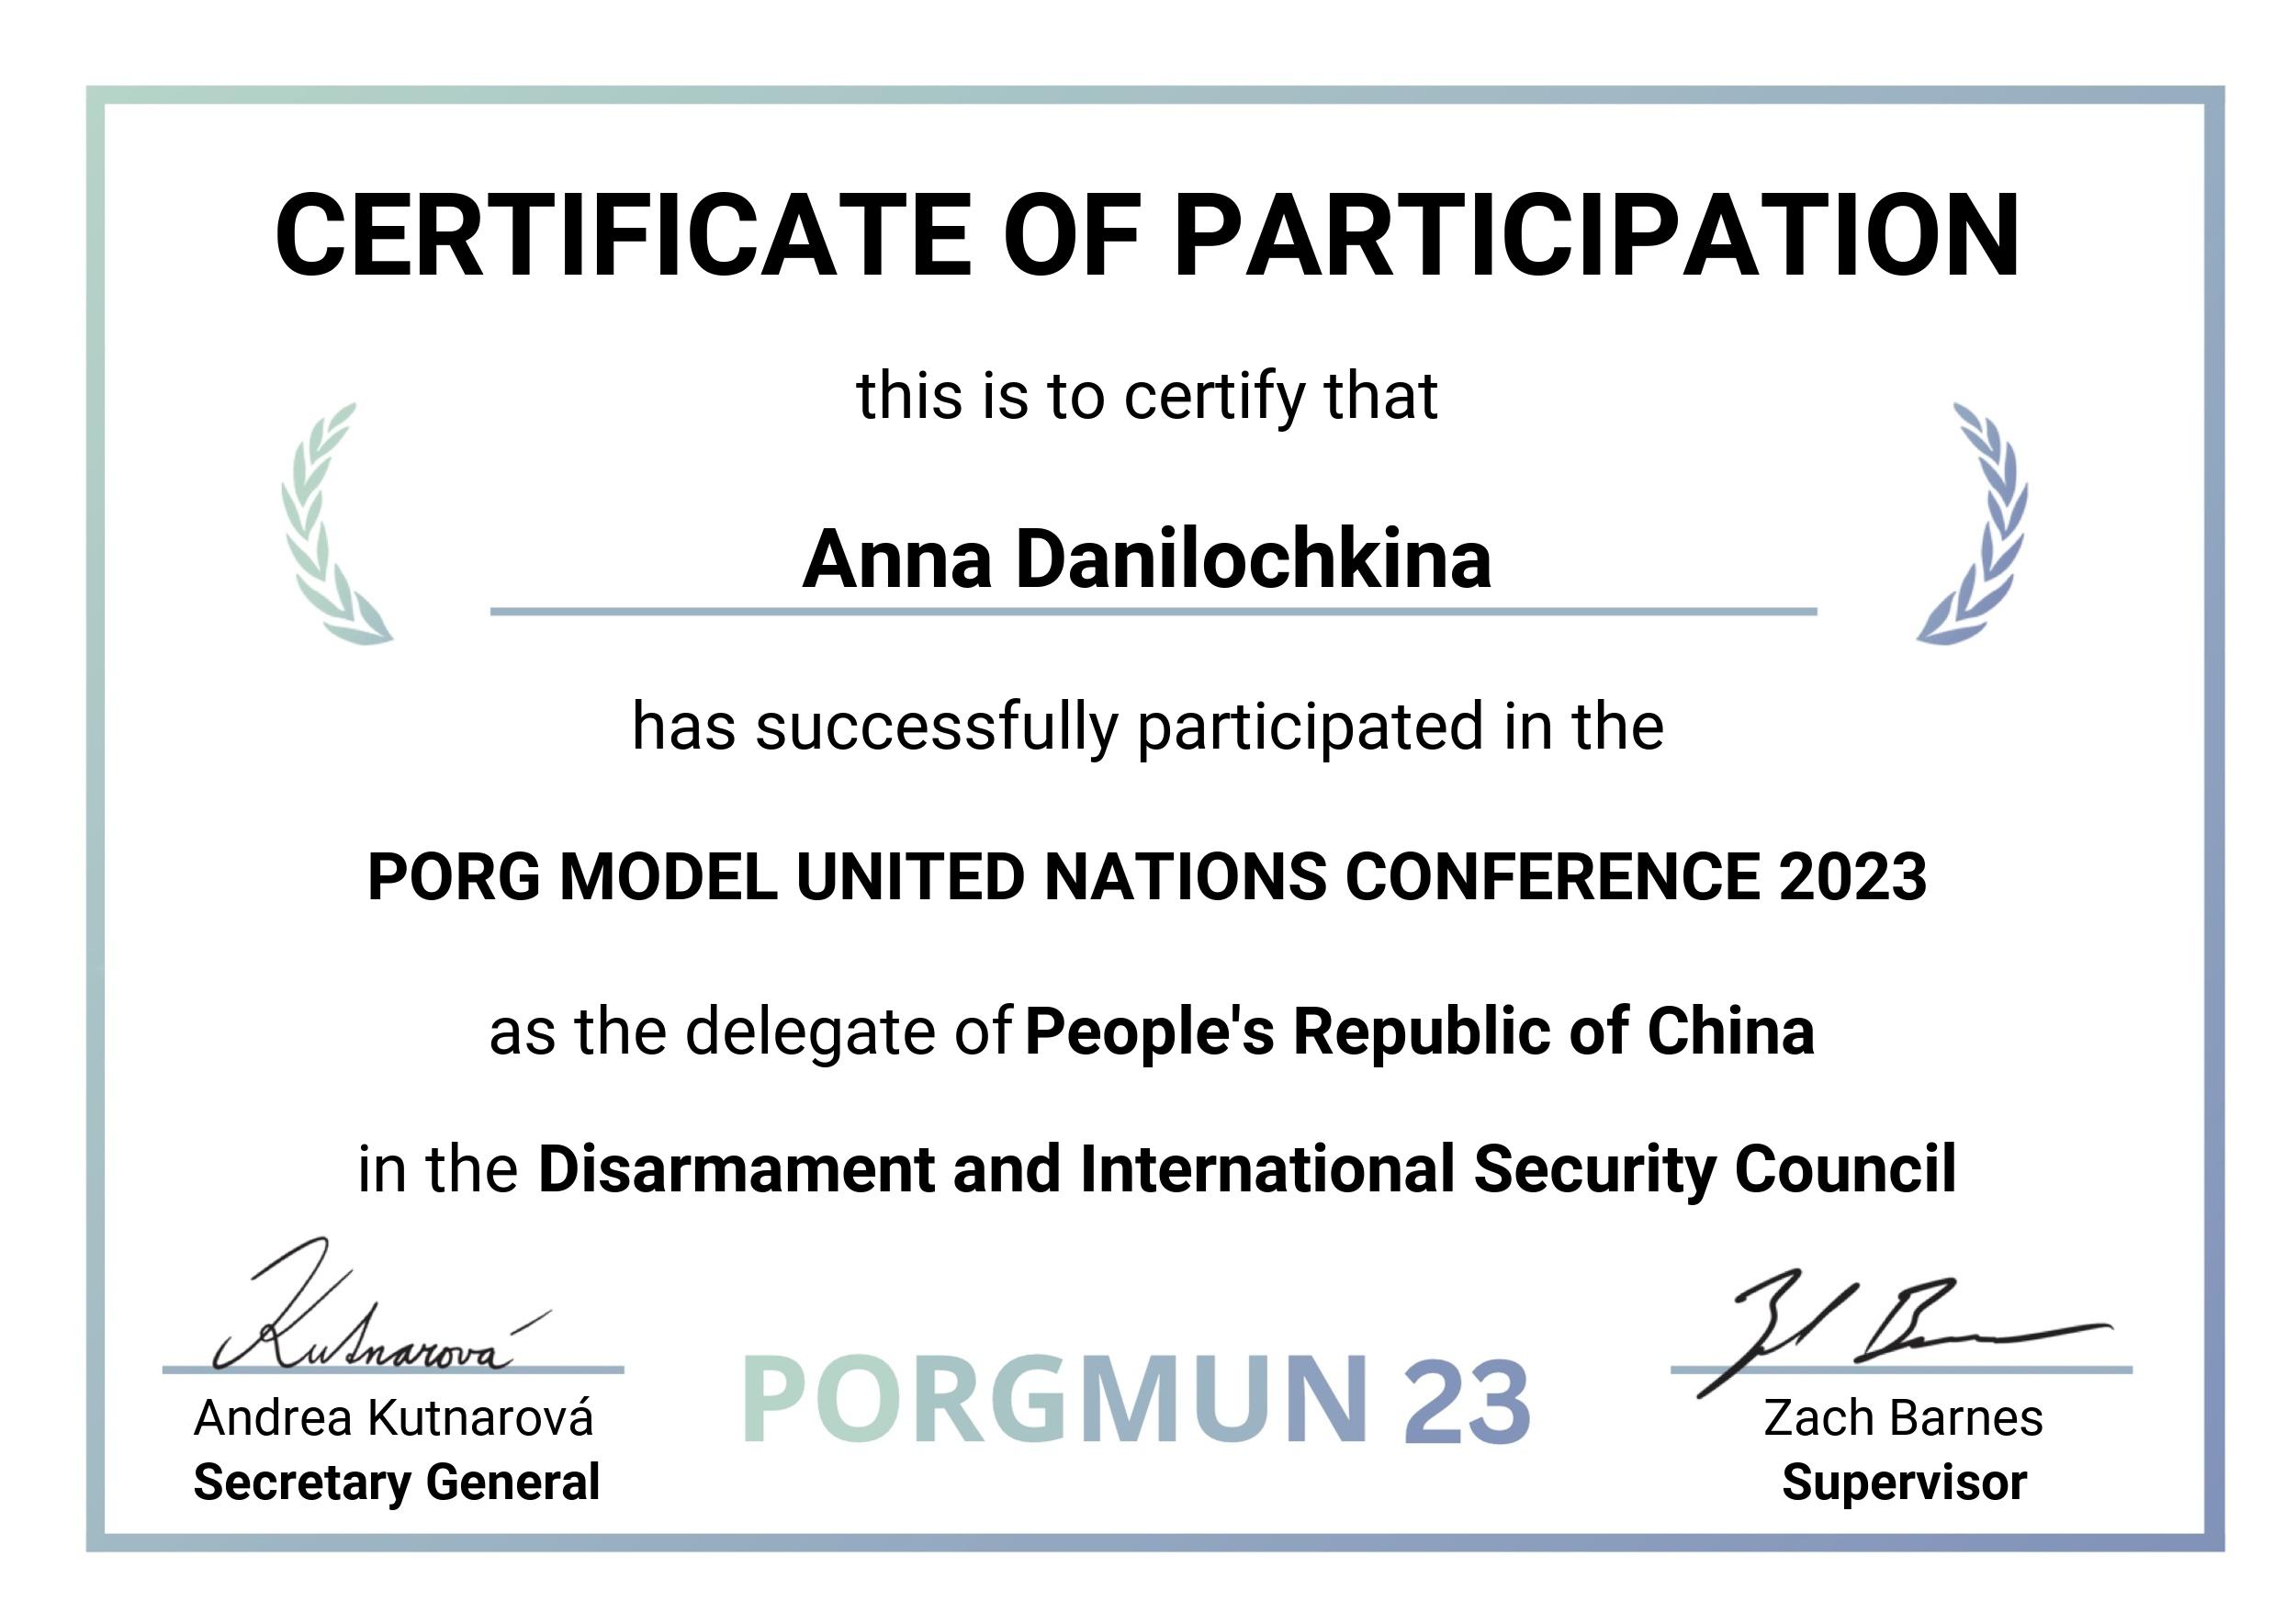 CERTIFICATE OF PARTICIPATION
this is to certify that
Anna Danilochkina
has successfully participated in the
PORG MODEL UNITED NATIONS CONFERENCE 2023
as the delegate of People's Republic of China
in the Disarmament and International Security Council
Kutnarová
Andrea Kutnarová
Secretary General
PORGMUN 23
Zach Barnes
Supervisor